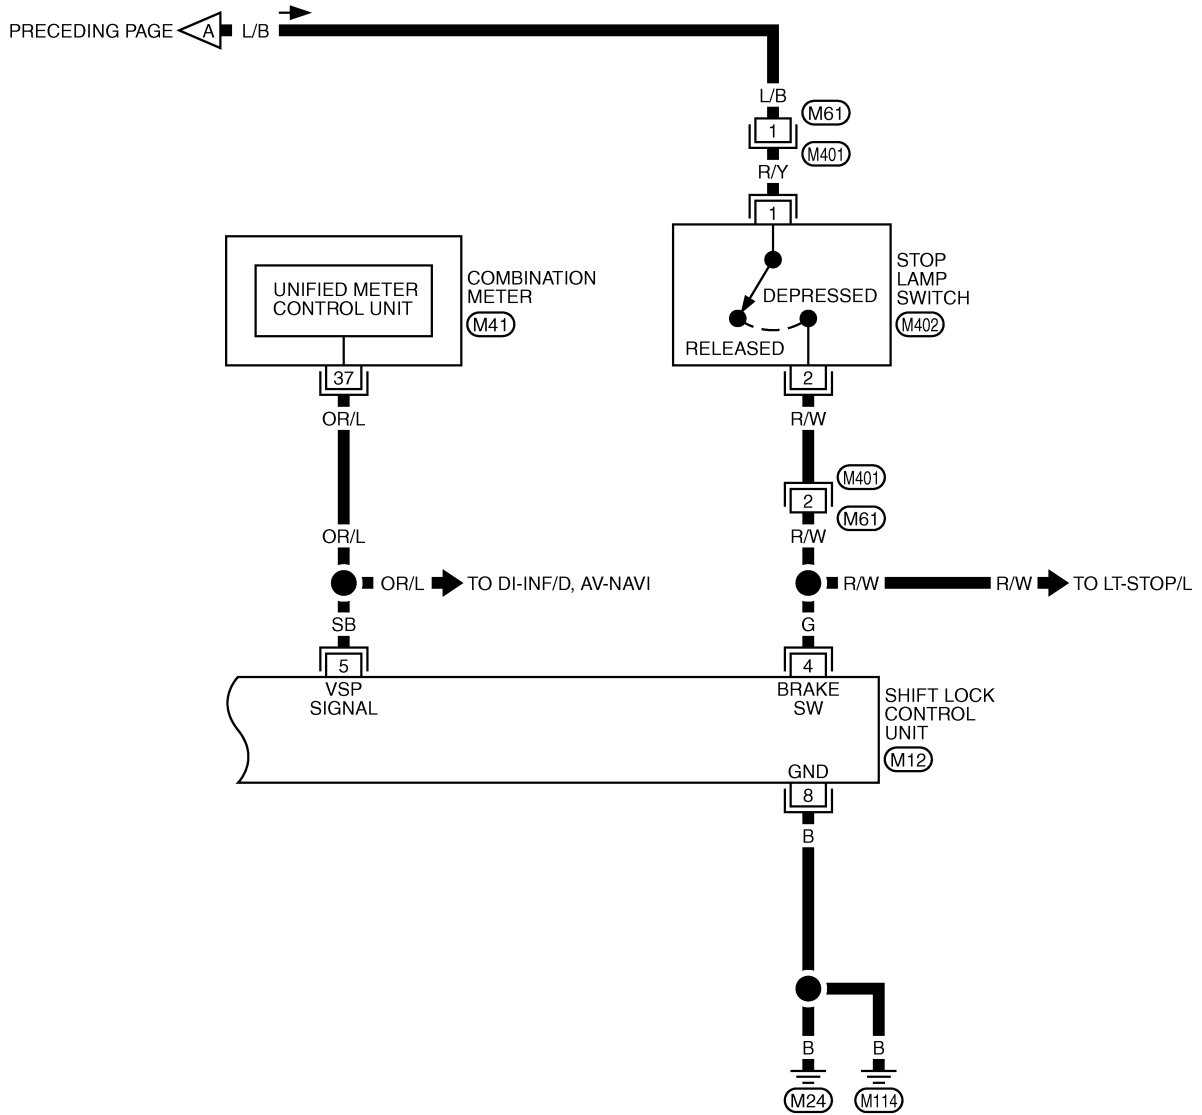 PRECEDING PAGE A L/B
L/B
M61
1
M401
R/Y
1
STOP
LAMP
SWITCH
M402
DEPRESSED
RELEASED
2
R/W
M401
2
M61
R/W
R/W R/W TO LT-STOP/L
G
UNIFIED METER
CONTROL UNIT
COMBINATION
METER
M41
37
OR/L
OR/L
OR/L TO DI-INF/D, AV-NAVI
SB
5
VSP
SIGNAL
4
BRAKE
SW
SHIFT LOCK
CONTROL
UNIT
M12
GND
8
B
B B
M24 M114